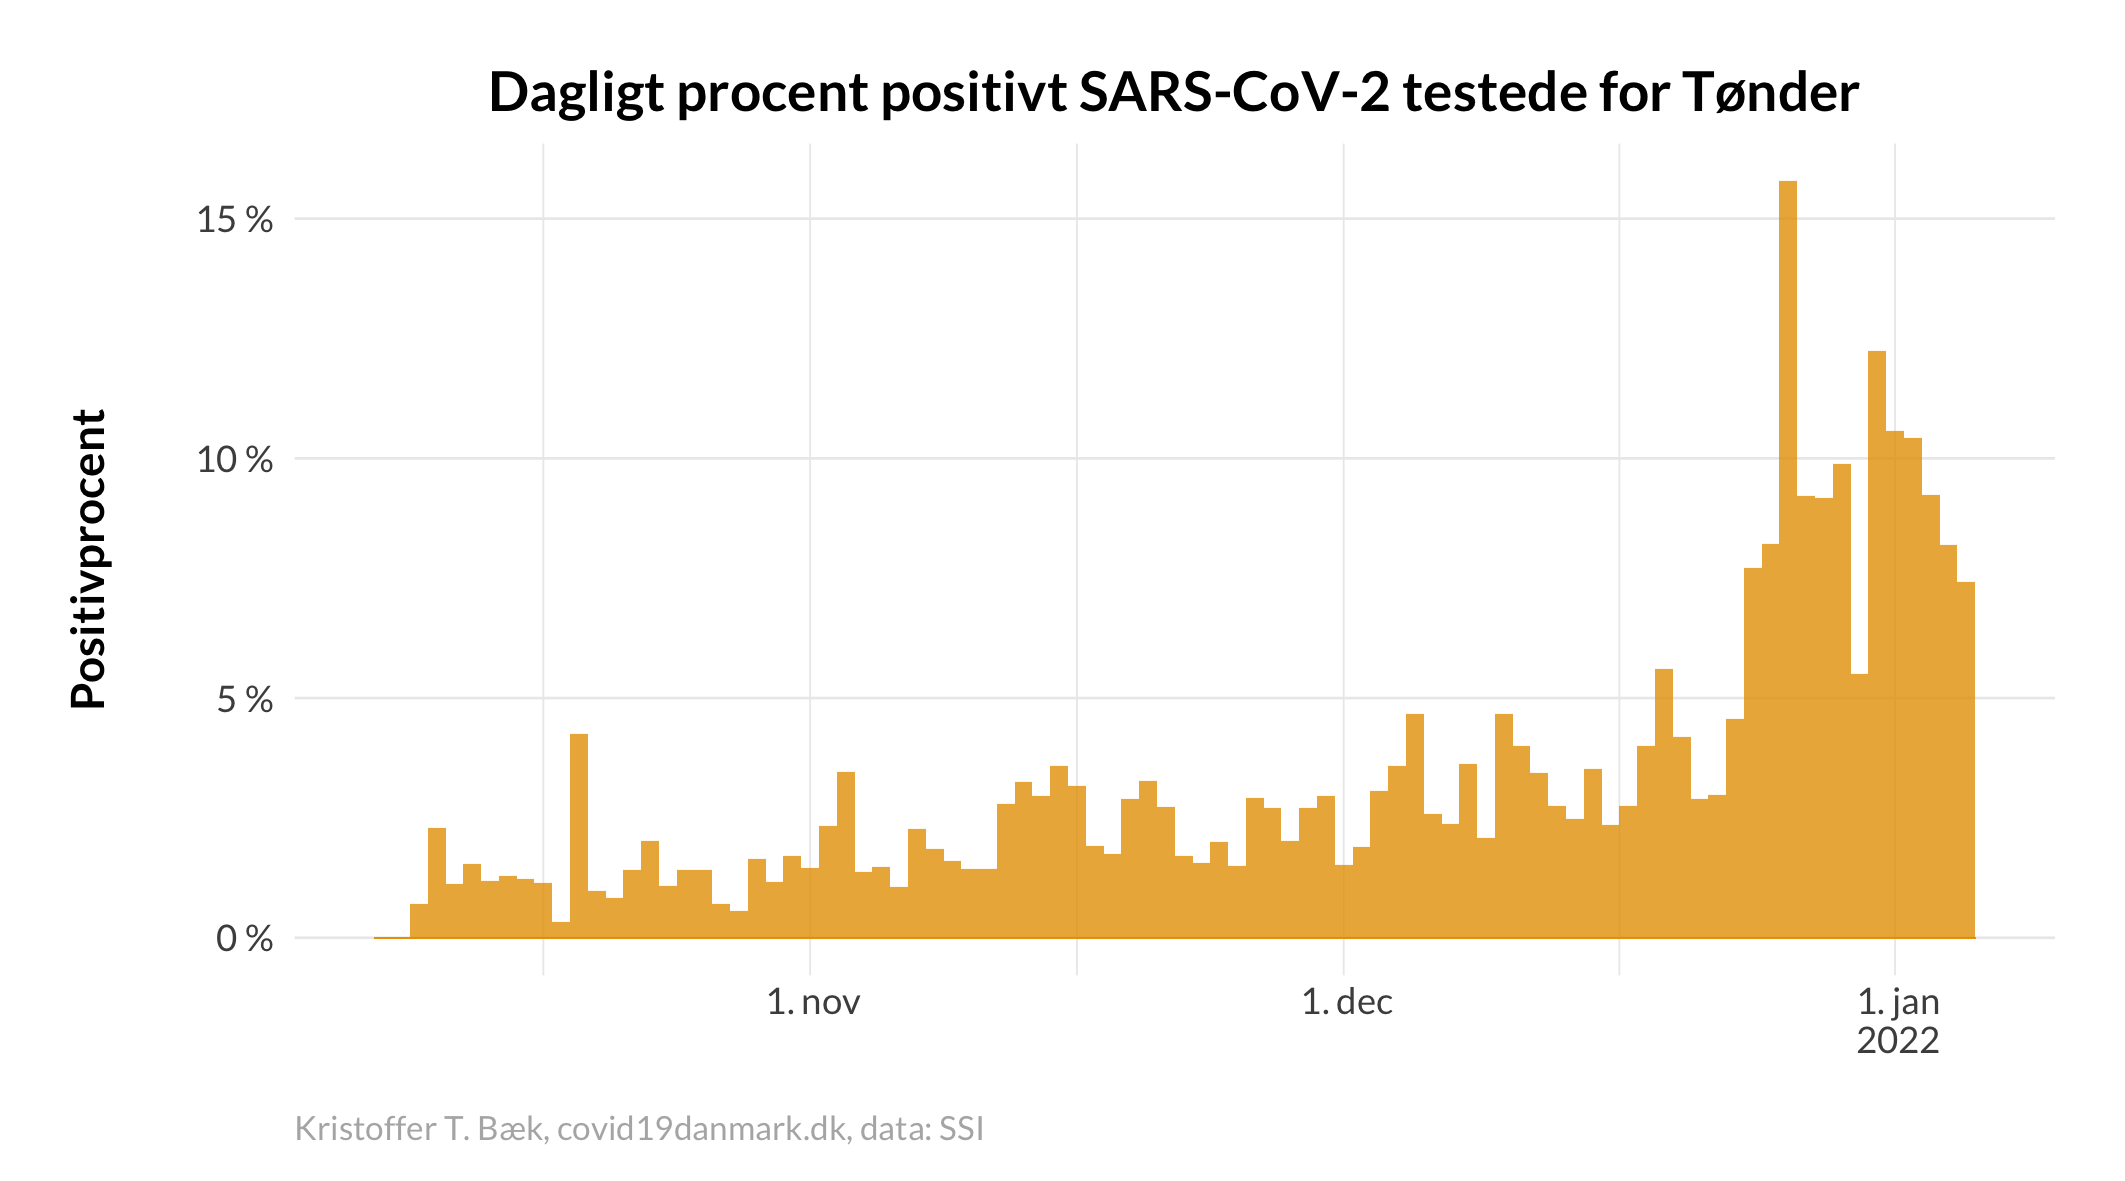 Dagligt procent positivt SARS-CoV-2 testede for Tønder
Positivprocent
15 %
10 %
5 %
0 %
1. nov
1. dec
1. jan
2022
Kristoffer T. Bæk, covid19danmark.dk, data: SSI